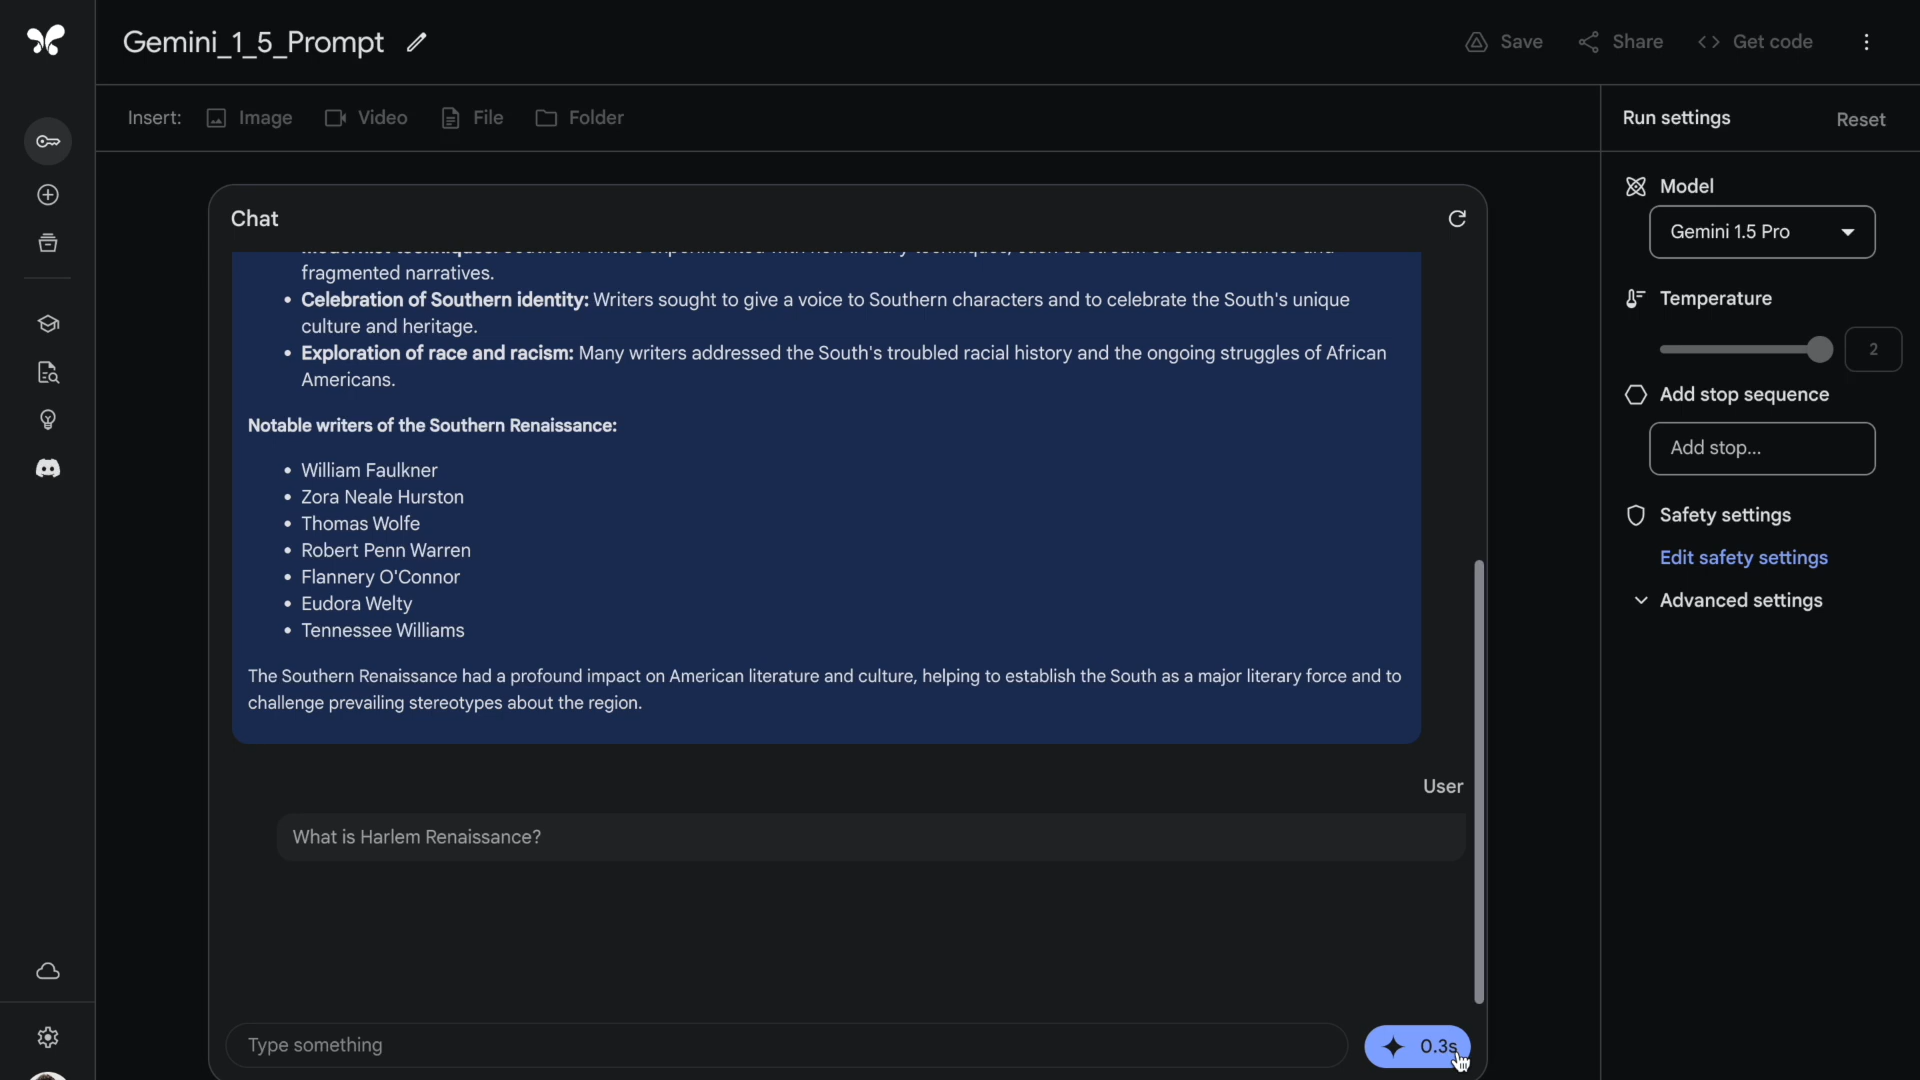 Gemini_1_5_Prompt
Save
Share
Get code
Insert:
Image
Video
File
Folder
Run settings
Reset
Chat
Model
Gemini 1.5 Pro
fragmented narratives.
• Celebration of Southern identity: Writers sought to give a voice to Southern characters and to celebrate the South's unique
culture and heritage.
• Exploration of race and racism: Many writers addressed the South's troubled racial history and the ongoing struggles of African
Americans.
Notable writers of the Southern Renaissance:
• William Faulkner
• Zora Neale Hurston
• Thomas Wolfe
• Robert Penn Warren
• Flannery O'Connor
• Eudora Welty
• Tennessee Williams
The Southern Renaissance had a profound impact on American literature and culture, helping to establish the South as a major literary force and to
challenge prevailing stereotypes about the region.
User
What is Harlem Renaissance?
Type something
0.3s
Temperature
2
Add stop sequence
Add stop...
Safety settings
Edit safety settings
Advanced settings